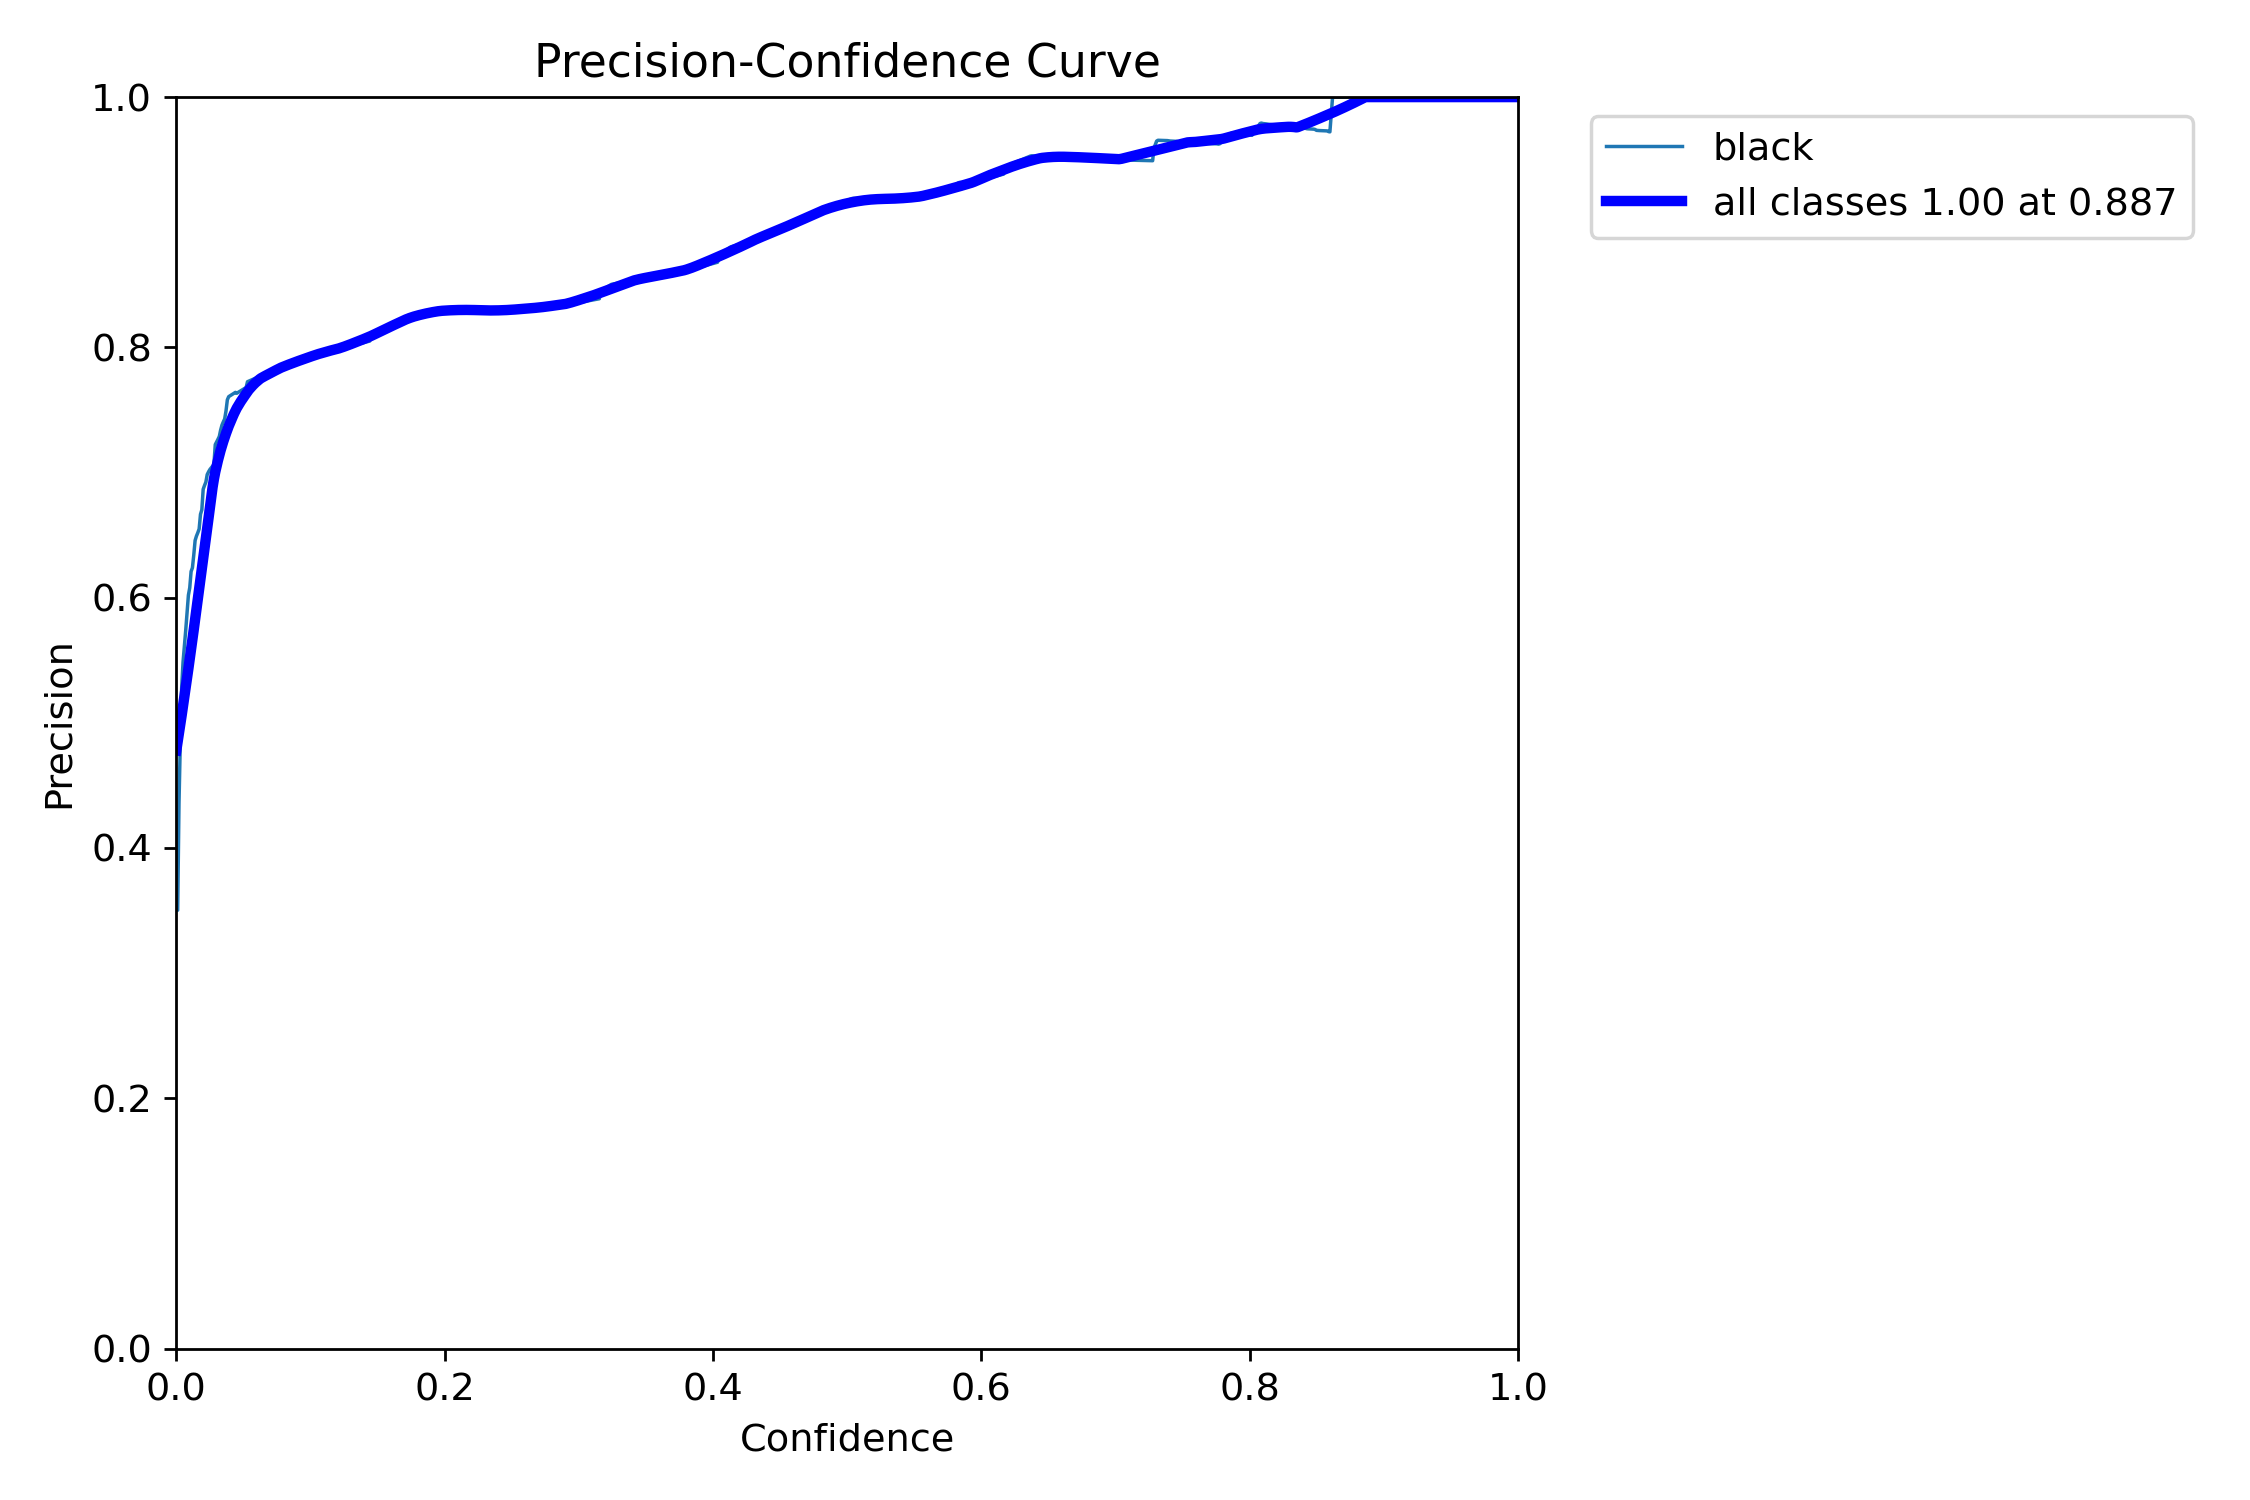 Precision-Confidence Curve
1.0
0.8
0.6
0.4
0.2
0.0
Precision
0.0 0.2 0.4 0.6 0.8 1.0
Confidence
black
all classes 1.00 at 0.887